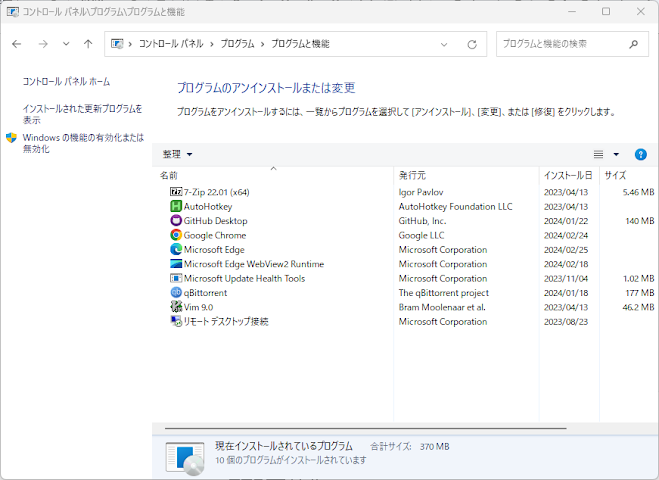 コントロール パネル\プログラム\プログラムと機能
コントロール パネル > プログラム > プログラムと機能
プログラムと機能の検索
コントロール パネル ホーム
インストールされた更新プログラムを
表示
Windows の機能の有効化または
無効化
プログラムのアンインストールまたは変更
プログラムをアンインストールするには、一覧からプログラムを選択して [アンインストール]、[変更]、または [修復] をクリックします。
整理
名前 発行元 インストール日 サイズ
7-Zip 22.01 (x64) Igor Pavlov 2023/04/13 5.46 MB
AutoHotkey AutoHotkey Foundation LLC 2023/04/13
GitHub Desktop GitHub, Inc. 2024/01/22 140 MB
Google Chrome Google LLC 2024/02/24
Microsoft Edge Microsoft Corporation 2024/02/25
Microsoft Edge WebView2 Runtime Microsoft Corporation 2024/02/18
Microsoft Update Health Tools Microsoft Corporation 2023/11/04 1.02 MB
qBittorrent The qBittorrent project 2024/01/18 177 MB
Vim 9.0 Bram Moolenaar et al. 2023/04/13 46.2 MB
リモート デスクトップ接続 Microsoft Corporation 2023/08/23
現在インストールされているプログラム 合計サイズ: 370 MB
10 個のプログラムがインストールされています